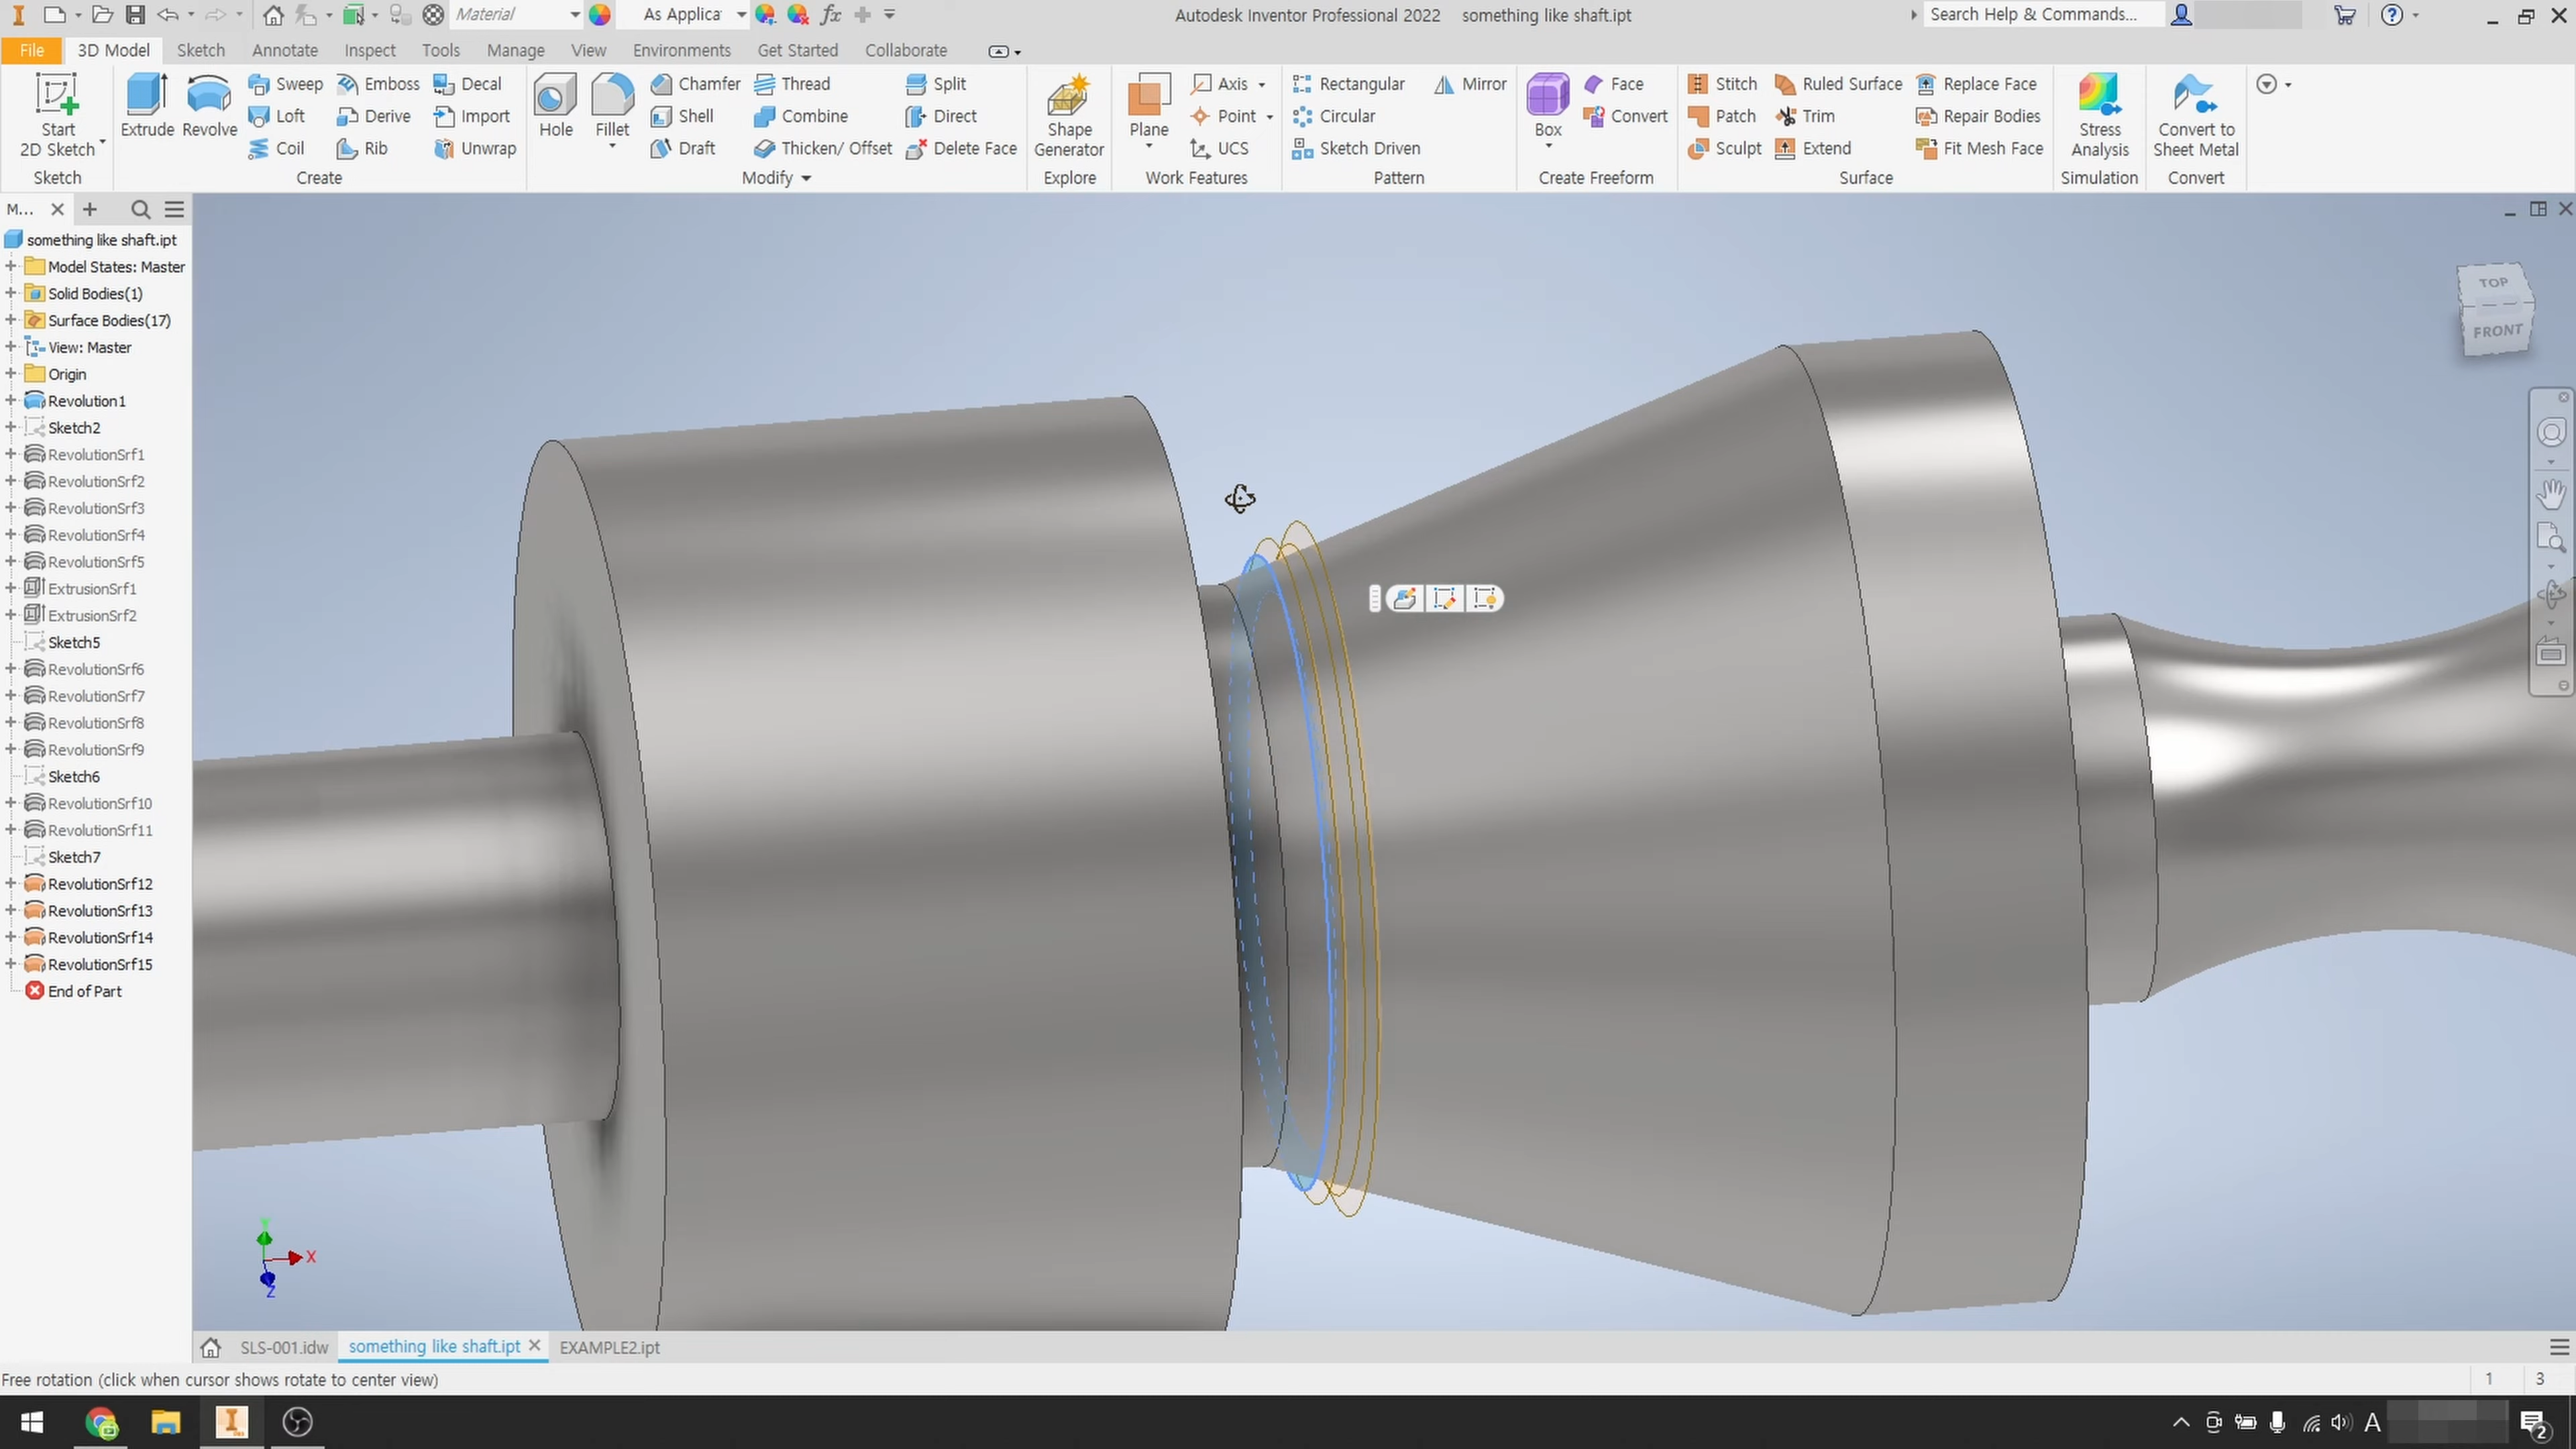 Material
As Applica
fx
Autodesk Inventor Professional 2022 something like shaft.ipt
Search Help & Commands...
File 3D Model Sketch Annotate Inspect Tools Manage View Environments Get Started Collaborate
Start
2D Sketch
Sketch
Extrude
Revolve
Sweep
Loft
Coil
Emboss
Derive
Rib
Decal
Import
Unwrap
Create
Hole
Fillet
Chamfer
Shell
Draft
Thread
Combine
Thicken/ Offset
Split
Direct
Delete Face
Modify
Shape
Generator
Explore
Plane
Axis
Point
UCS
Work Features
Rectangular
Circular
Sketch Driven
Mirror
Pattern
Box
Face
Convert
Create Freeform
Stitch
Patch
Sculpt
Ruled Surface
Trim
Extend
Replace Face
Repair Bodies
Fit Mesh Face
Surface
Stress
Analysis
Simulation
Convert to
Sheet Metal
Convert
M...
something like shaft.ipt
Model States: Master
Solid Bodies(1)
Surface Bodies(17)
View: Master
Origin
Revolution1
Sketch2
RevolutionSrf1
RevolutionSrf2
RevolutionSrf3
RevolutionSrf4
RevolutionSrf5
ExtrusionSrf1
ExtrusionSrf2
Sketch5
RevolutionSrf6
RevolutionSrf7
RevolutionSrf8
RevolutionSrf9
Sketch6
RevolutionSrf10
RevolutionSrf11
Sketch7
RevolutionSrf12
RevolutionSrf13
RevolutionSrf14
RevolutionSrf15
End of Part
TOP
FRONT
Y
X
Z
SLS-001.idw something like shaft.ipt EXAMPLE2.ipt
Free rotation (click when cursor shows rotate to center view)
1 3
A
2